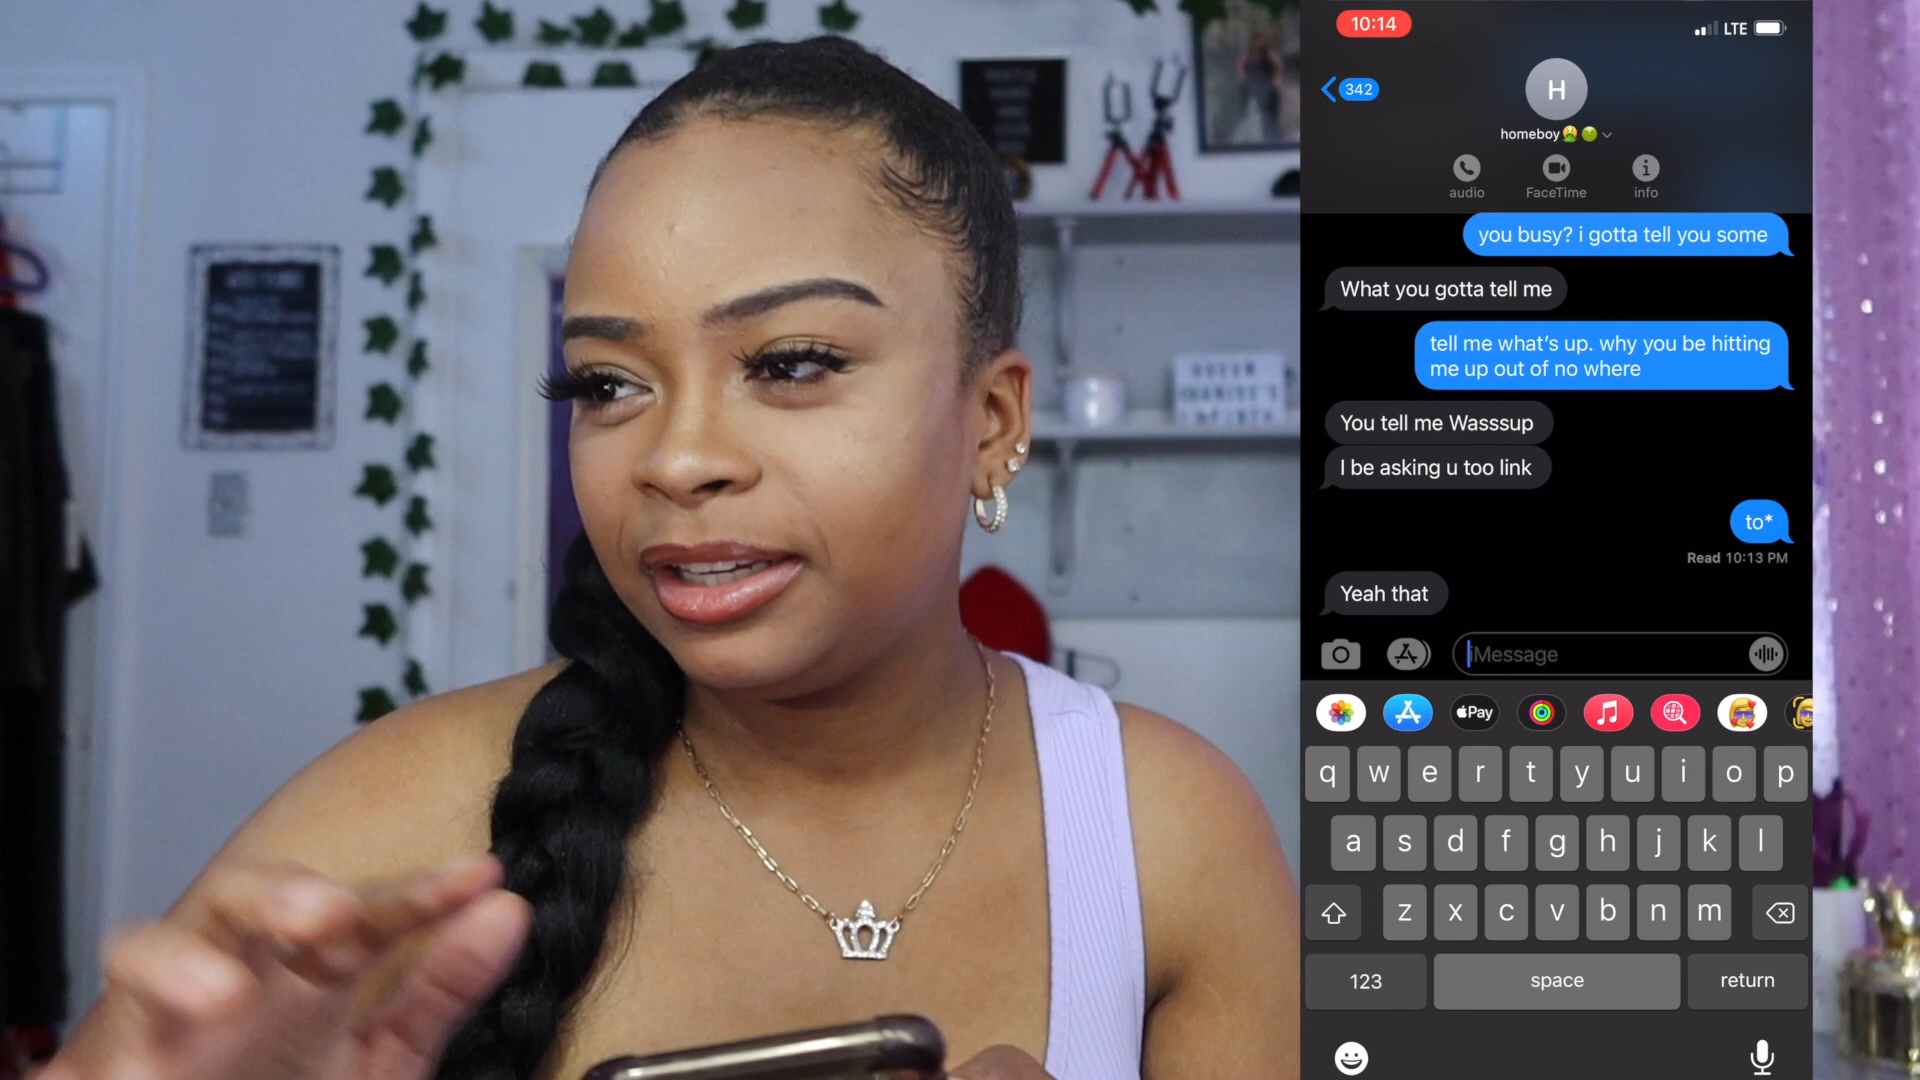 10:14
LTE
342
H
homeboy🤮🤢
audio
FaceTime
info
you busy? i gotta tell you some
What you gotta tell me
tell me what's up. why you be hitting
me up out of no where
You tell me Wasssup
I be asking u too link
to*
Read 10:13 PM
Yeah that
iMessage
Pay
q w e r t y u i o p
a s d f g h j k l
z x c v b n m
123
space
return
QUEEN